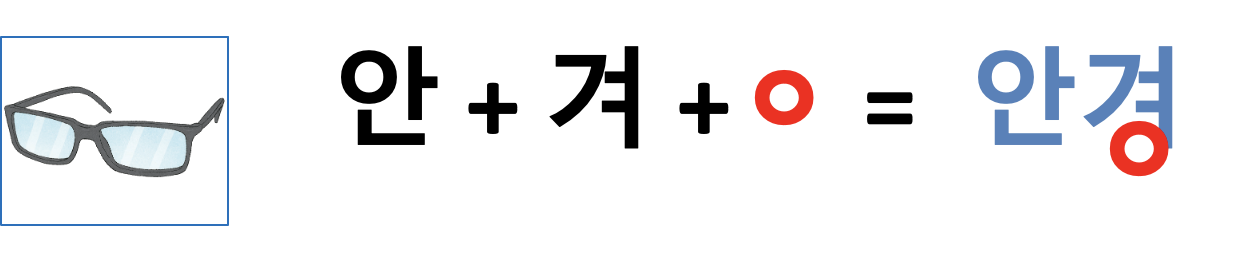 안 + 겨 + ㅇ = 안경